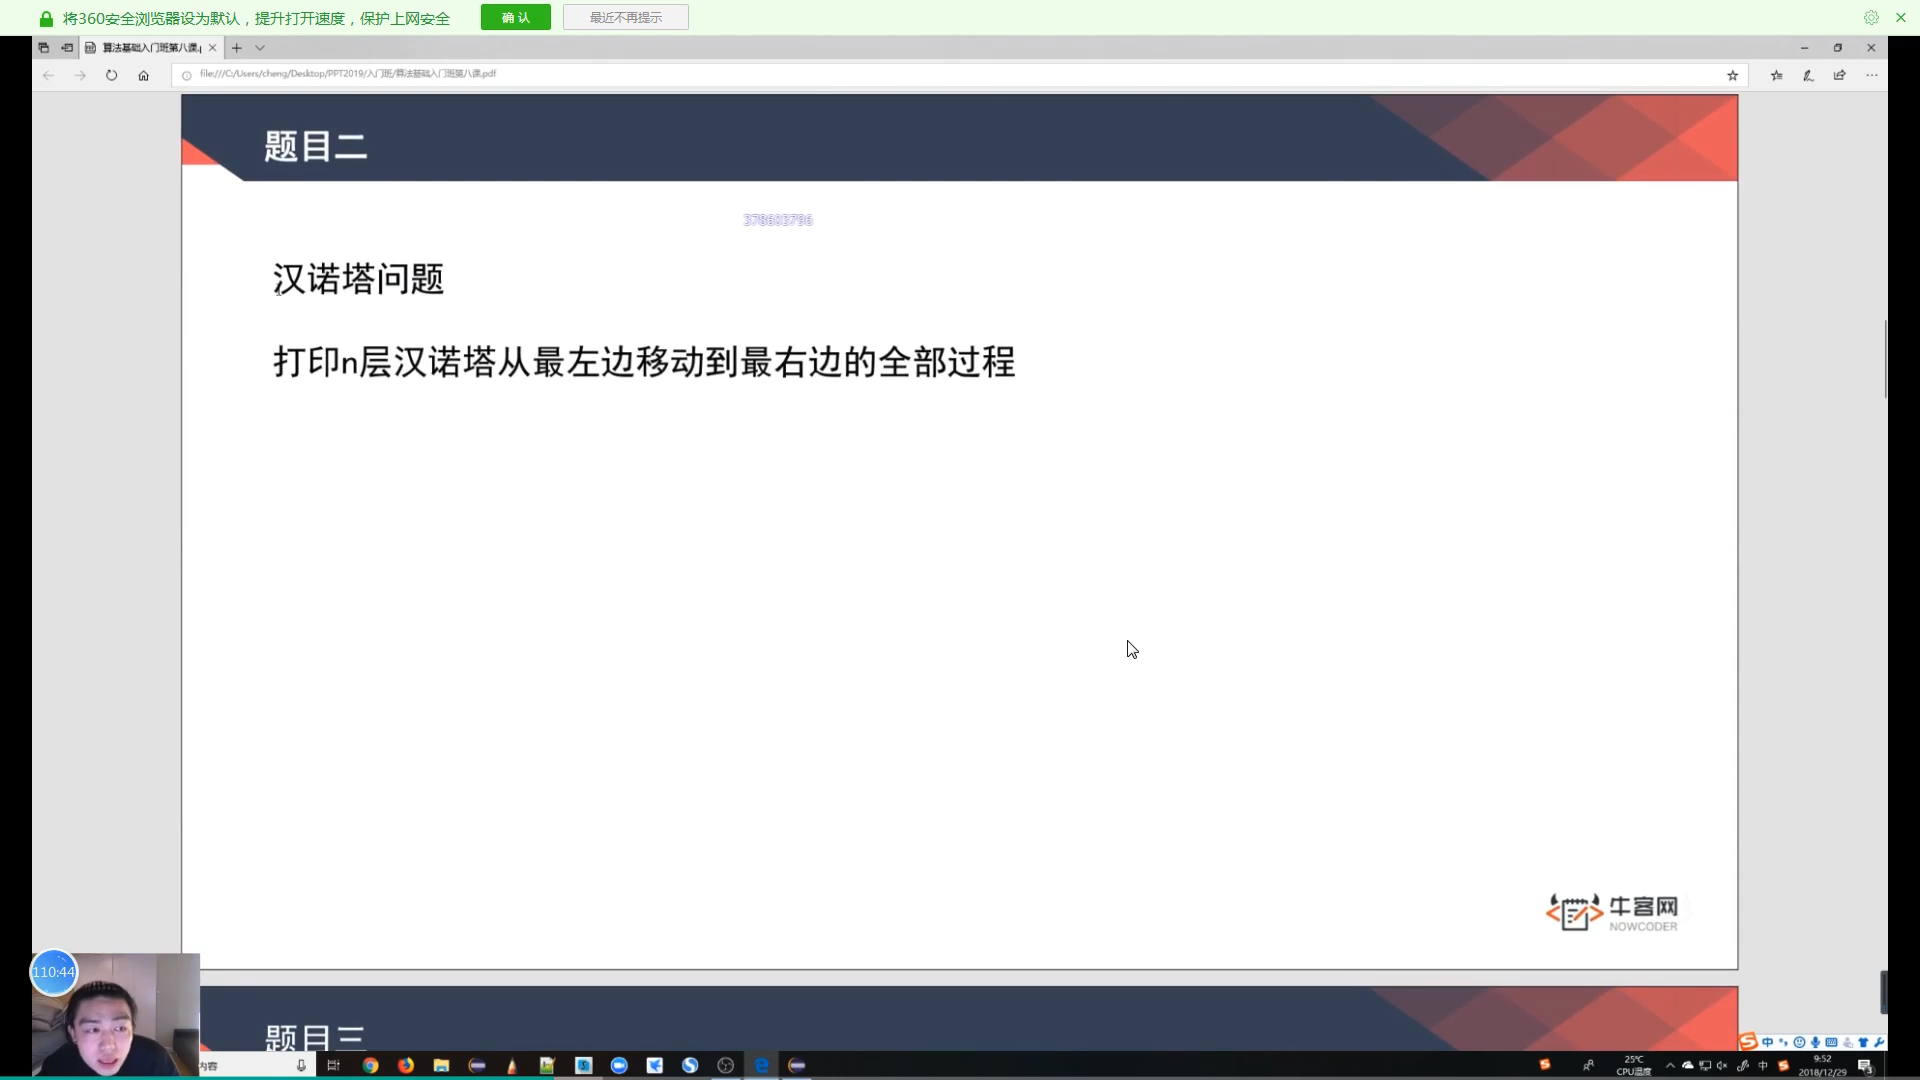 将360安全浏览器设为默认，提升打开速度，保护上网安全
确 认
最近不再提示
算法基础入门班第八课.
file:///C:/Users/cheng/Desktop/PPT2019/入门班/算法基础入门班第八课.pdf
题目二
378603796
汉诺塔问题
打印n层汉诺塔从最左边移动到最右边的全部过程
牛客网
NOWCODER
110:44
题目三
内容
中
25℃
CPU温度
中
9:52
2018/12/29